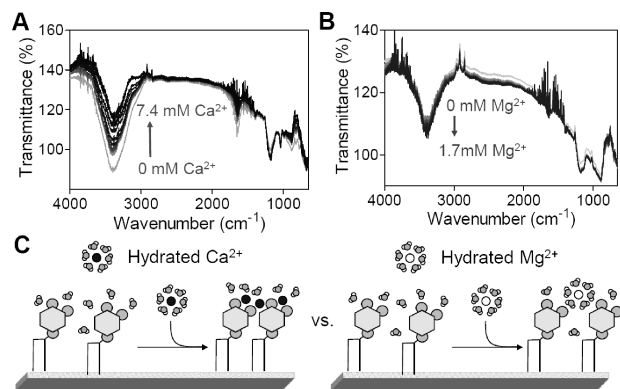 A
160
140
120
100
Transmittance (%)
7.4 mM Ca²⁺
0 mM Ca²⁺
4000 3000 2000 1000
Wavenumber (cm⁻¹)
B
140
120
100
Transmittance (%)
0 mM Mg²⁺
1.7mM Mg²⁺
4000 3000 2000 1000
Wavenumber (cm⁻¹)
C
Hydrated Ca²⁺
Hydrated Mg²⁺
vs.